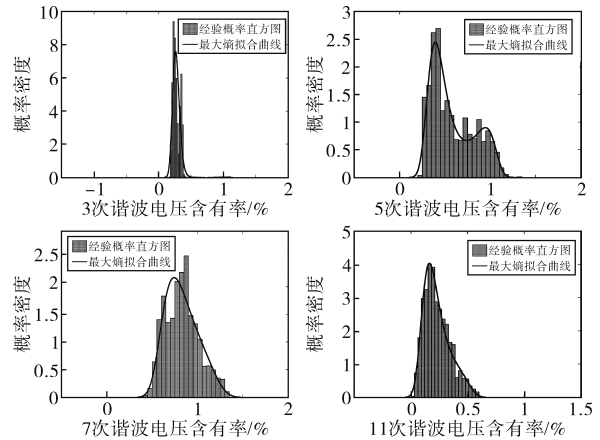 10
8
6
4
2
0
概率密度
经验概率直方图
最大熵拟合曲线
−1
0
1
2
3次谐波电压含有率/%
3
2.5
2
1.5
1
0.5
0
概率密度
经验概率直方图
最大熵拟合曲线
0
1
2
5次谐波电压含有率/%
2.5
2
1.5
1
0.5
0
概率密度
经验概率直方图
最大熵拟合曲线
0
1
2
7次谐波电压含有率/%
5
4
3
2
1
0
概率密度
经验概率直方图
最大熵拟合曲线
0
0.5
1
1.5
11次谐波电压含有率/%